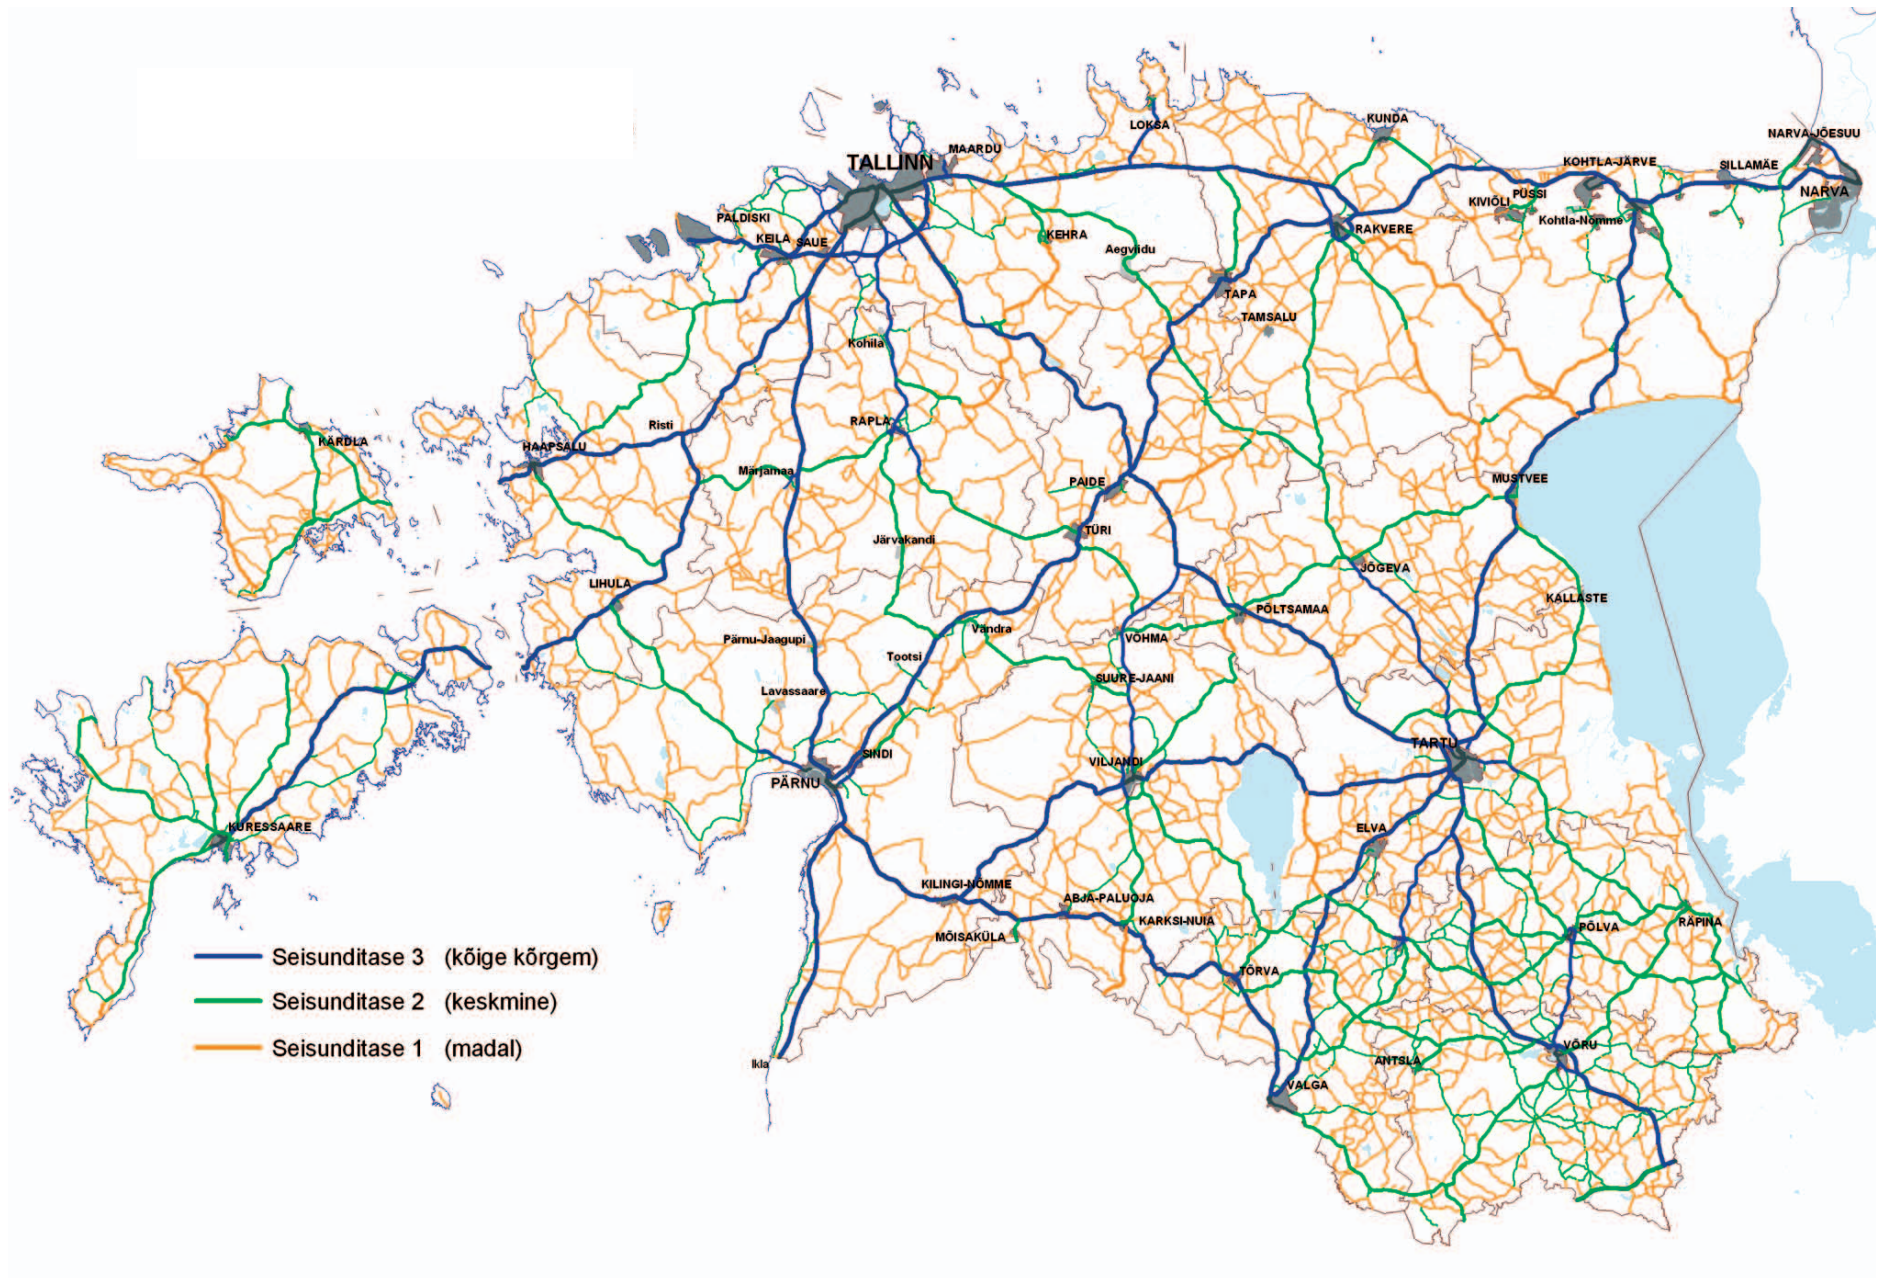 LOKSA
KUNDA
NARVA-JÕESUU
MAARDU
TALLINN
KOHTLA-JÄRVE
SILLAMÄE
NARVA
PÜSSI
KIVIÕLI
Kohtla-Nõmme
PALDISKI
KEILA
SAUE
KEHRA
Aegviidu
RAKVERE
TAPA
TAMSALU
Kohila
KÄRDLA
HAAPSALU
Risti
RAPLA
Märjamaa
PAIDE
MUSTVEE
TÜRI
Järvakandi
JÕGEVA
LIHULA
KALLASTE
PÕLTSAMAA
Vändra
VÕHMA
Pärnu-Jaagupi
Tootsi
SUURE-JAANI
Lavassaare
TARTU
SINDI
VILJANDI
PÄRNU
KURESSAARE
ELVA
KILINGI-NÕMME
ABJA-PALUOJA
KARKSI-NUIA
MÕISAKÜLA
PÕLVA
RÄPINA
TÕRVA
Seisunditase 3 (kõige kõrgem)
Seisunditase 2 (keskmine)
Seisunditase 1 (madal)
VÕRU
ANTSLA
Ikla
VALGA